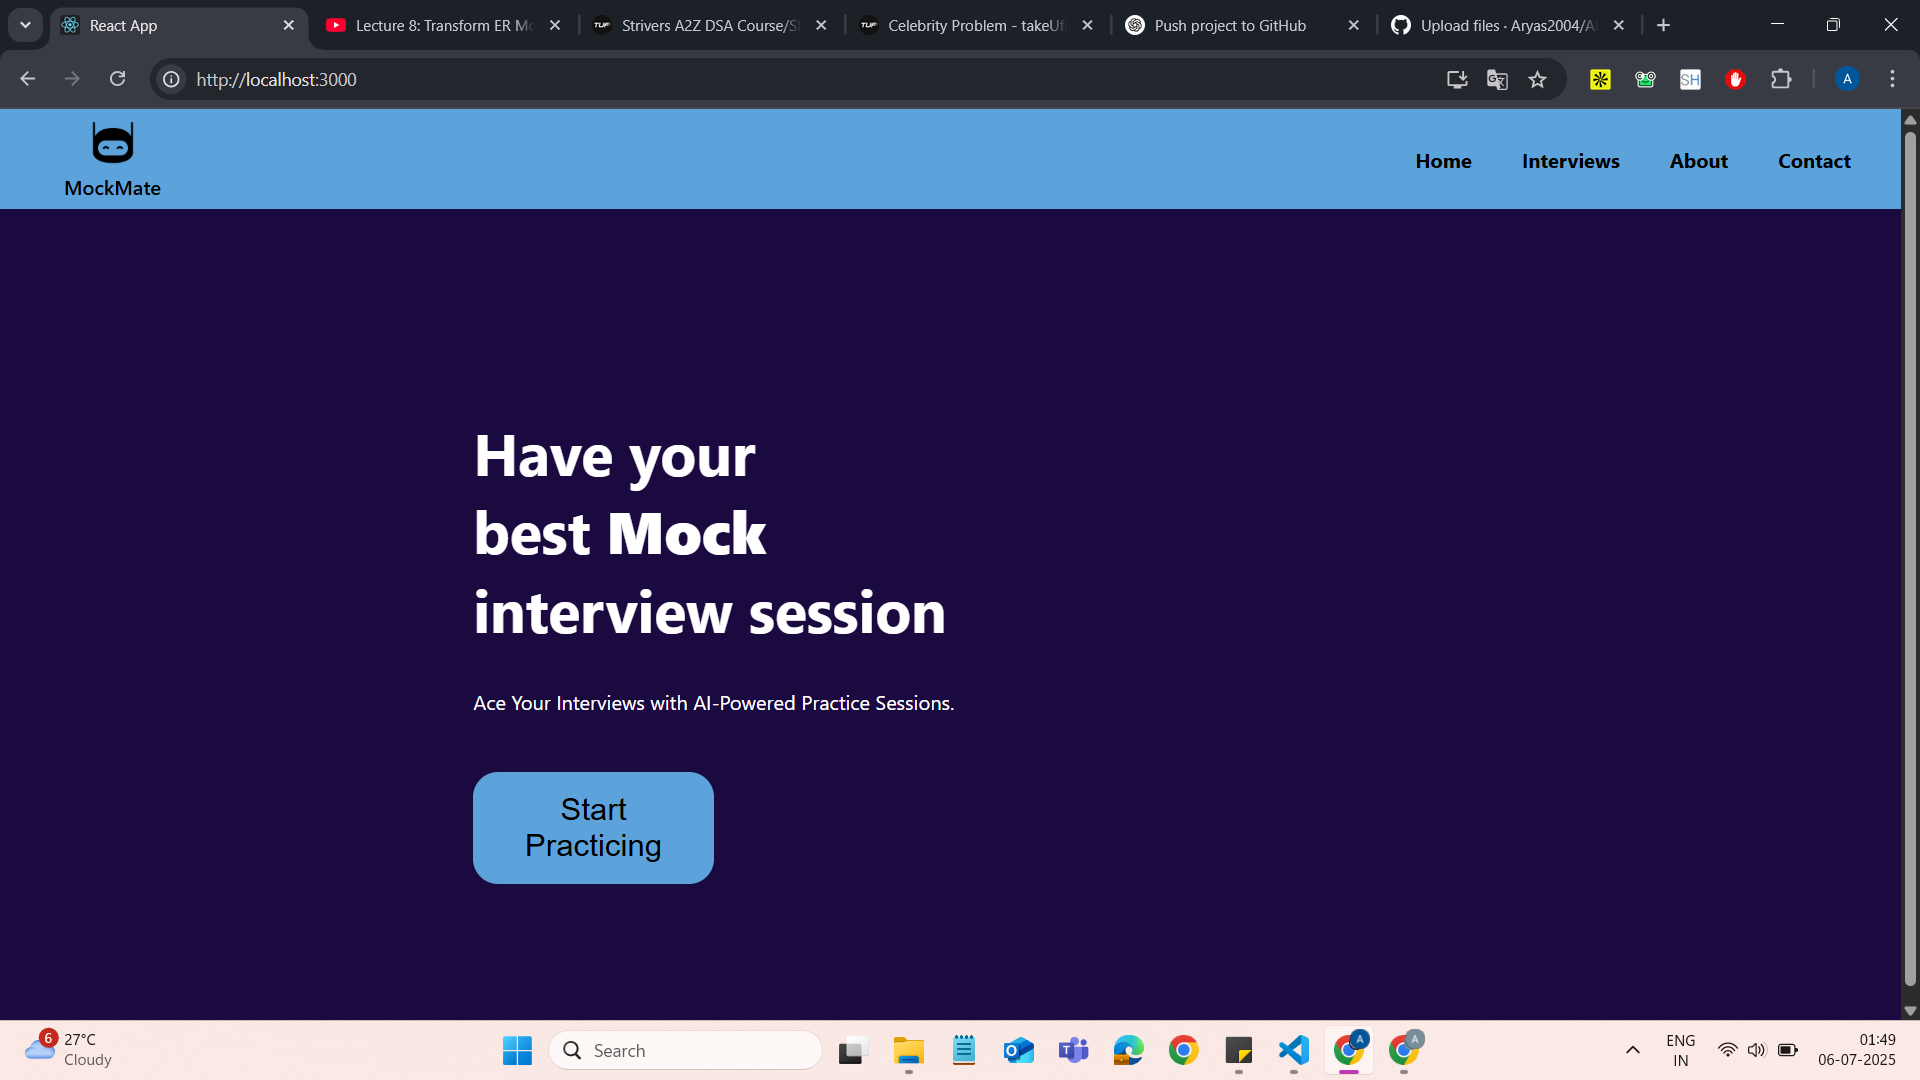 React App
Lecture 8: Transform ER Mo
Strivers A2Z DSA Course/S
Celebrity Problem - takeUf
Push project to GitHub
Upload files · Aryas2004/A
http://localhost:3000
SH
A
MockMate
Home
Interviews
About
Contact
Have your
best Mock
interview session
Ace Your Interviews with AI-Powered Practice Sessions.
Start
Practicing
6
27°C
Cloudy
Search
A
A
ENG
IN
01:49
06-07-2025